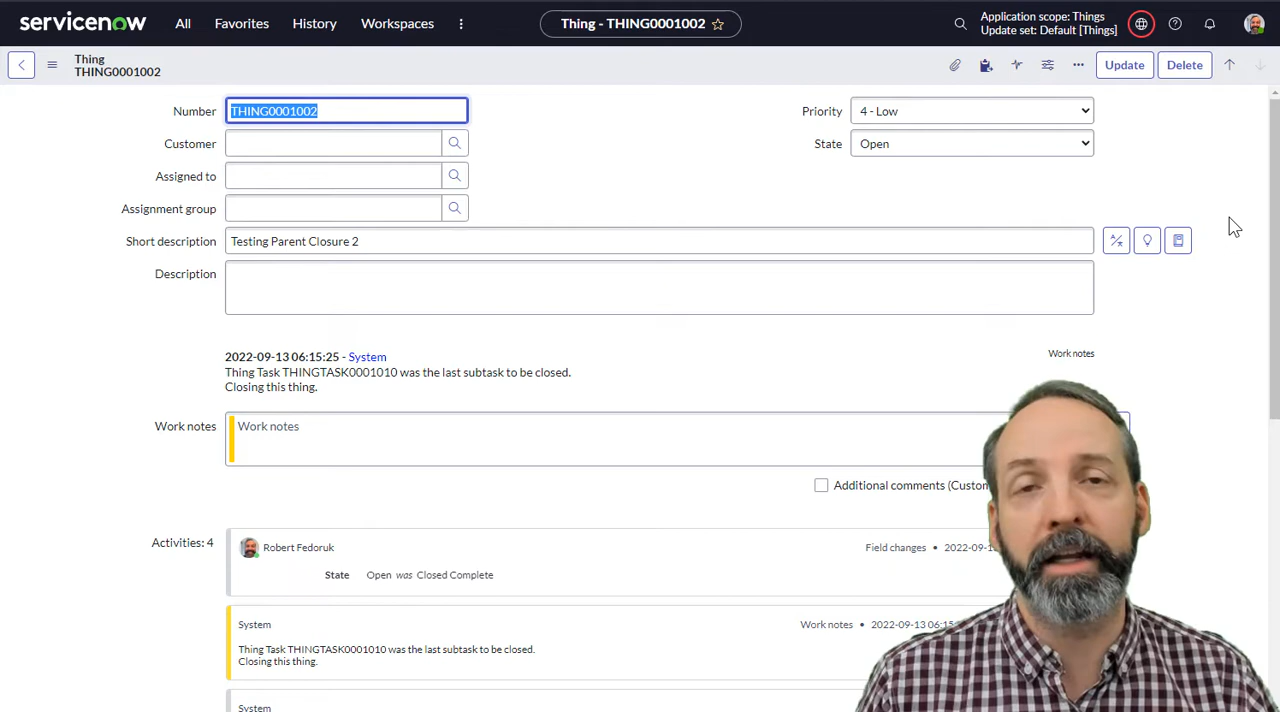 servicenow All Favorites History Workspaces Thing - THING0001002 Application scope: Things
Update set: Default [Things]
Thing
THING0001002
Update Delete
Number THING0001002 Priority 4 - Low
Customer State Open
Assigned to
Assignment group
Short description Testing Parent Closure 2
Description
2022-09-13 06:15:25 - System Work notes
Thing Task THINGTASK0001010 was the last subtask to be closed.
Closing this thing.
Work notes Work notes
Additional comments (Custom
Activities: 4
Robert Fedoruk Field changes • 2022-09-1
State Open was Closed Complete
System Work notes • 2022-09-13 06:15
Thing Task THINGTASK0001010 was the last subtask to be closed.
Closing this thing.
System